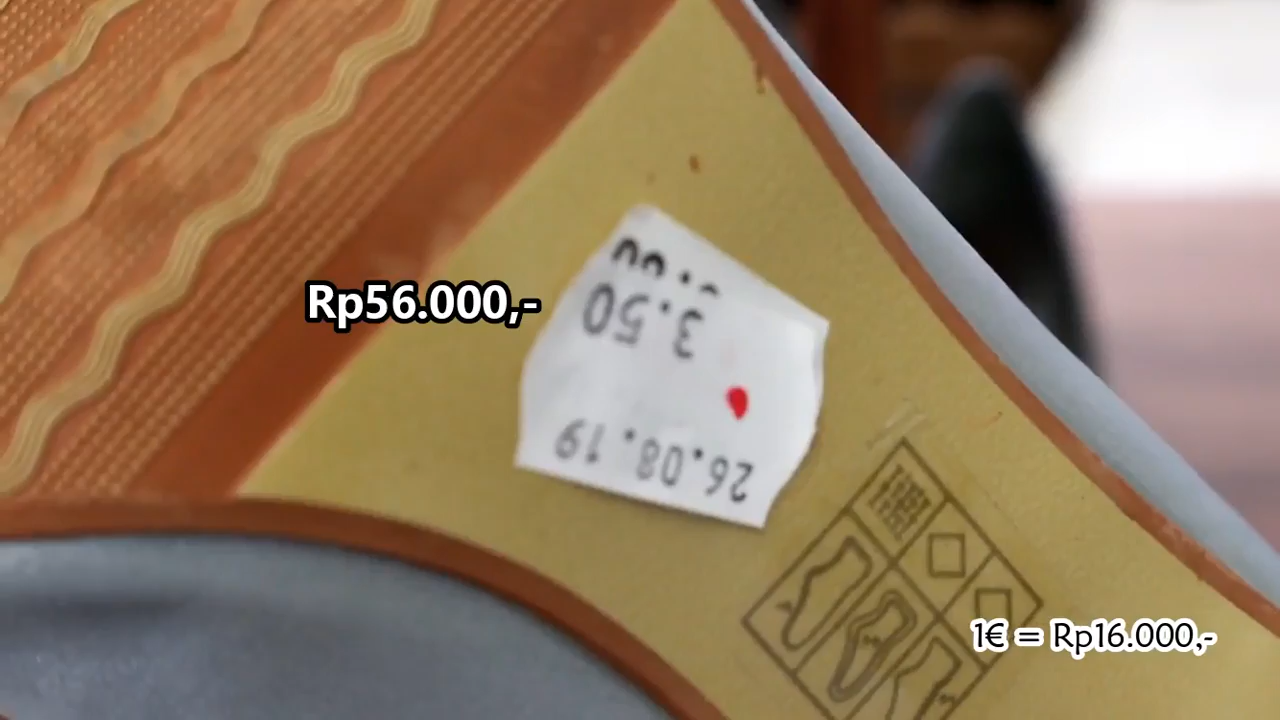 Rp56.000,-
3.50
26.08.19
1€ = Rp16.000,-